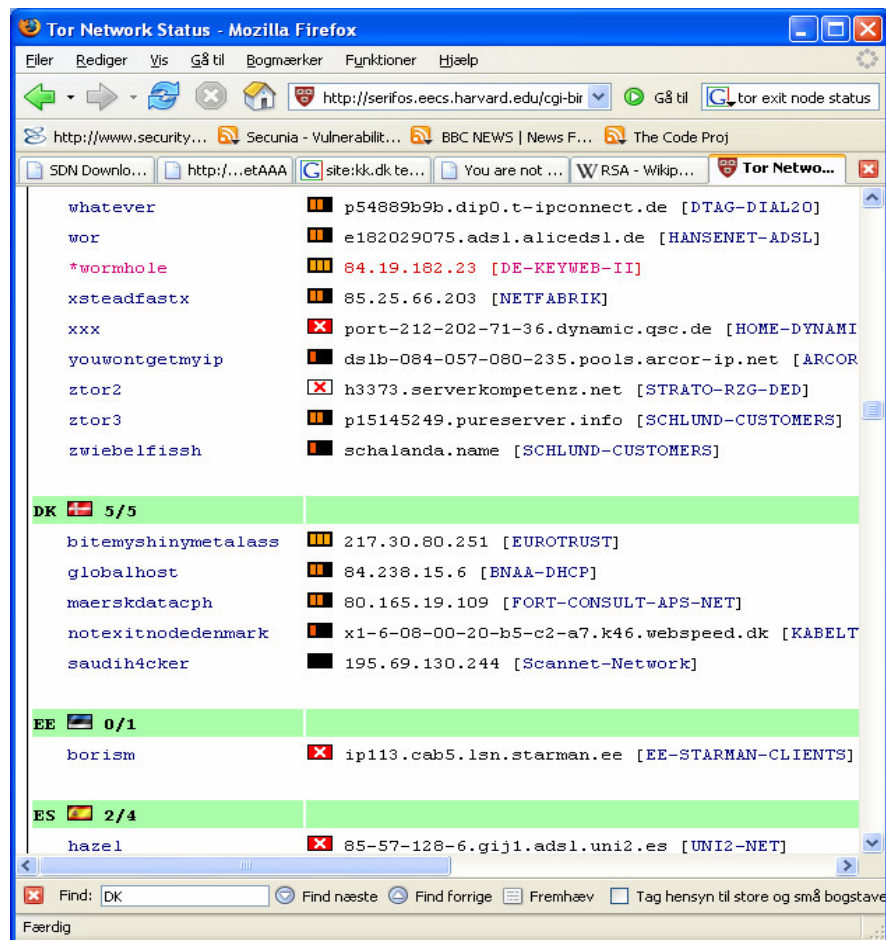 Tor Network Status - Mozilla Firefox
Filer Rediger Vis Gå til Bogmærker Funktioner Hjælp
http://serifos.eecs.harvard.edu/cgi-bir Gå til tor exit node status
http://www.security... Secunia - Vulnerabilit... BBC NEWS | News F... The Code Proj
SDN Downlo... http:/...etAAA site:kk.dk te... You are not ... RSA - Wikip... Tor Netwo...
whatever p54889b9b.dip0.t-ipconnect.de [DTAG-DIAL20]
wor e182029075.adsl.alicedsl.de [HANSENET-ADSL]
*wormhole 84.19.182.23 [DE-KEYWEB-II]
xsteadfastx 85.25.66.203 [NETFABRIK]
xxx port-212-202-71-36.dynamic.qsc.de [HOME-DYNAMI
youwontgetmyip dslb-084-057-080-235.pools.arcor-ip.net [ARCOR
ztor2 h3373.serverkompetenz.net [STRATO-RZG-DED]
ztor3 p15145249.pureserver.info [SCHLUND-CUSTOMERS]
zwiebelfissh schalanda.name [SCHLUND-CUSTOMERS]
DK 5/5
bitemyshinymetalass 217.30.80.251 [EUROTRUST]
globalhost 84.238.15.6 [BNAA-DHCP]
maerskdatacph 80.165.19.109 [FORT-CONSULT-APS-NET]
notexitnodedenmark x1-6-08-00-20-b5-c2-a7.k46.webspeed.dk [KABELT
saudih4cker 195.69.130.244 [Scannet-Network]
EE 0/1
borism ip113.cab5.lsn.starman.ee [EE-STARMAN-CLIENTS]
ES 2/4
hazel 85-57-128-6.gij1.adsl.uni2.es [UNI2-NET]
Find: DK Find næste Find forrige Fremhæv Tag hensyn til store og små bogstave
Færdig